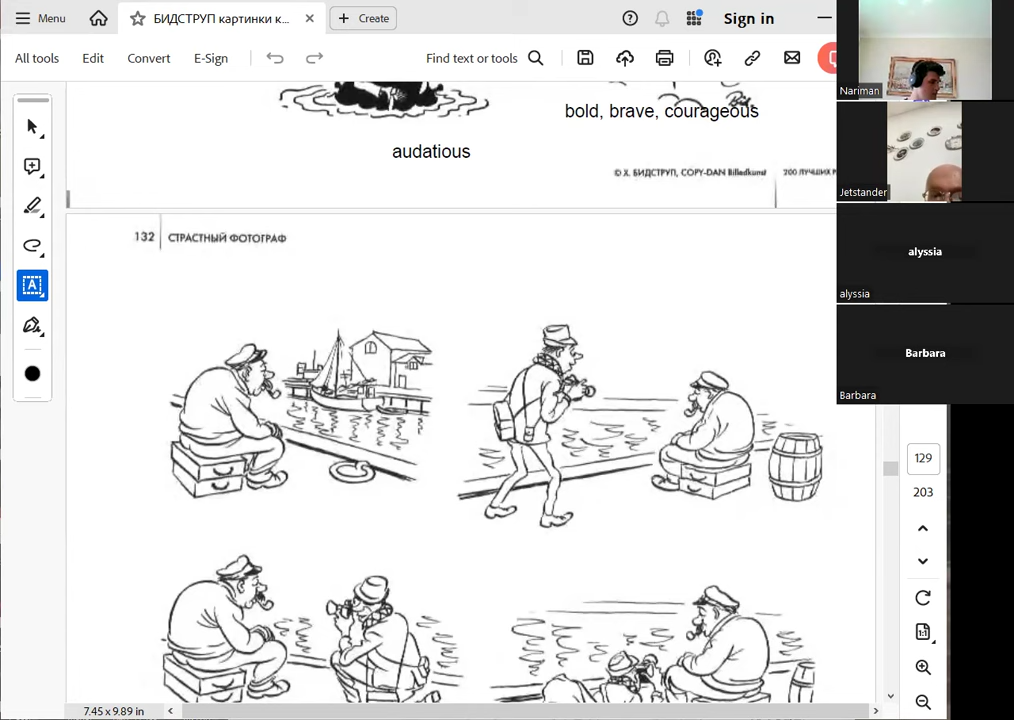 Menu
БИДСТРУП картинки к...
Create
Sign in
All tools
Edit
Convert
E-Sign
Find text or tools
Nariman
Jetstander
alyssia
alyssia
Barbara
Barbara
bold, brave, courageous
audatious
© Х. БИДСТРУП, COPY-DAN Billedkunst
200 ЛУЧШИХ Р
132
СТРАСТНЫЙ ФОТОГРАФ
129
203
1:1
7.45 x 9.89 in